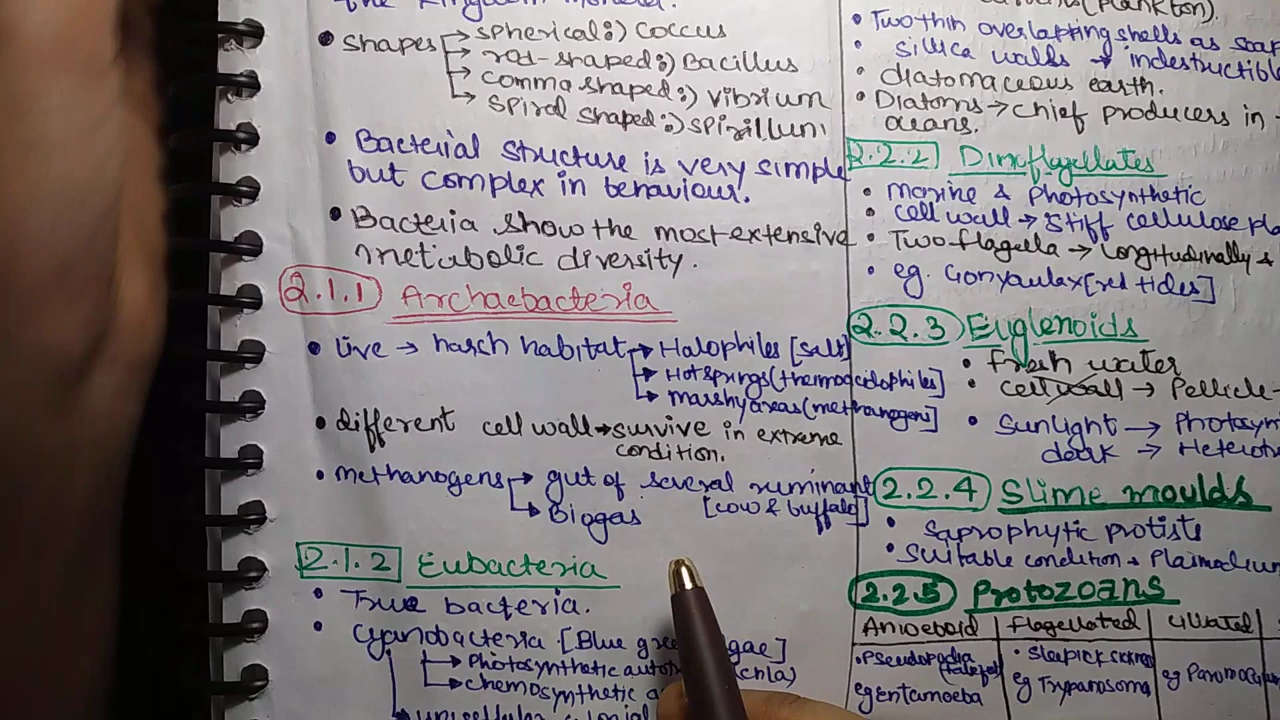 the Kingdom Monera.
• Shapes → spherical :) Coccus
→ rod-shaped :) Bacillus
→ comma shaped :) Vibrium
→ spiral shaped :) spirillum
• Bacterial structure is very simple
but complex in behaviour.
• Bacteria show the most extensive
metabolic diversity.
2.1.1 Archaebacteria
• live → harsh habitat → Halophiles [salt]
→ Hotsprings (thermoacidophiles]
→ marshy areas (methanogens]
• different cell wall → survive in extreme
condition.
• methanogens → gut of several ruminant
[cow & buffalo]
→ Biogas
2.1.2 Eubacteria
• True bacteria.
• Cyanobacteria [Blue green algae]
→ Photosynthetic (chla)
→ chemosynthetic
(Plankton).
• Two thin overlapping shells as soap
• silica walls → indestructible
• diatomaceous earth.
• Diatoms → chief producers in
oceans.
2.2.2 Dinoflagellates
• marine & photosynthetic
• cell wall → stiff cellulose
• Two flagella → longitudinally &
• eg. Gonyaulax [red tides]
2.2.3 Euglenoids
• fresh water
• cell wall → Pellicle
• Sunlight →
dark →
2.2.4 Slime moulds
• Saprophytic protists
• Suitable condition → Plasmodium
2.2.5 Protozoans
Amoeboid | flagellated | ciliated
• Pseudopodia
eg Entamoeba
eg Trypanosoma